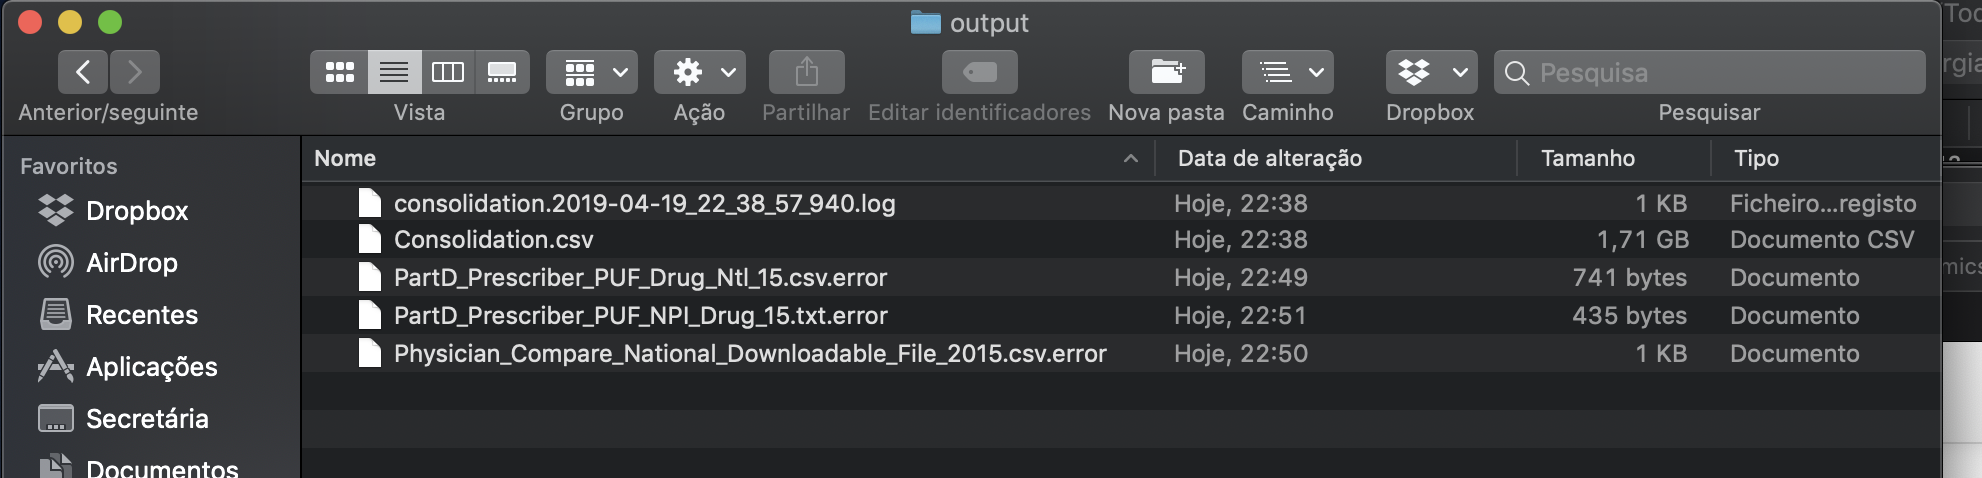 output
Anterior/seguinte
Vista
Grupo
Ação
Partilhar
Editar identificadores
Nova pasta
Caminho
Dropbox
Pesquisa
Pesquisar
Favoritos
Dropbox
AirDrop
Recentes
Aplicações
Secretária
Documentos
Nome Data de alteração Tamanho Tipo
consolidation.2019-04-19_22_38_57_940.log Hoje, 22:38 1 KB Ficheiro...registo
Consolidation.csv Hoje, 22:38 1,71 GB Documento CSV
PartD_Prescriber_PUF_Drug_Ntl_15.csv.error Hoje, 22:49 741 bytes Documento
PartD_Prescriber_PUF_NPI_Drug_15.txt.error Hoje, 22:51 435 bytes Documento
Physician_Compare_National_Downloadable_File_2015.csv.error Hoje, 22:50 1 KB Documento